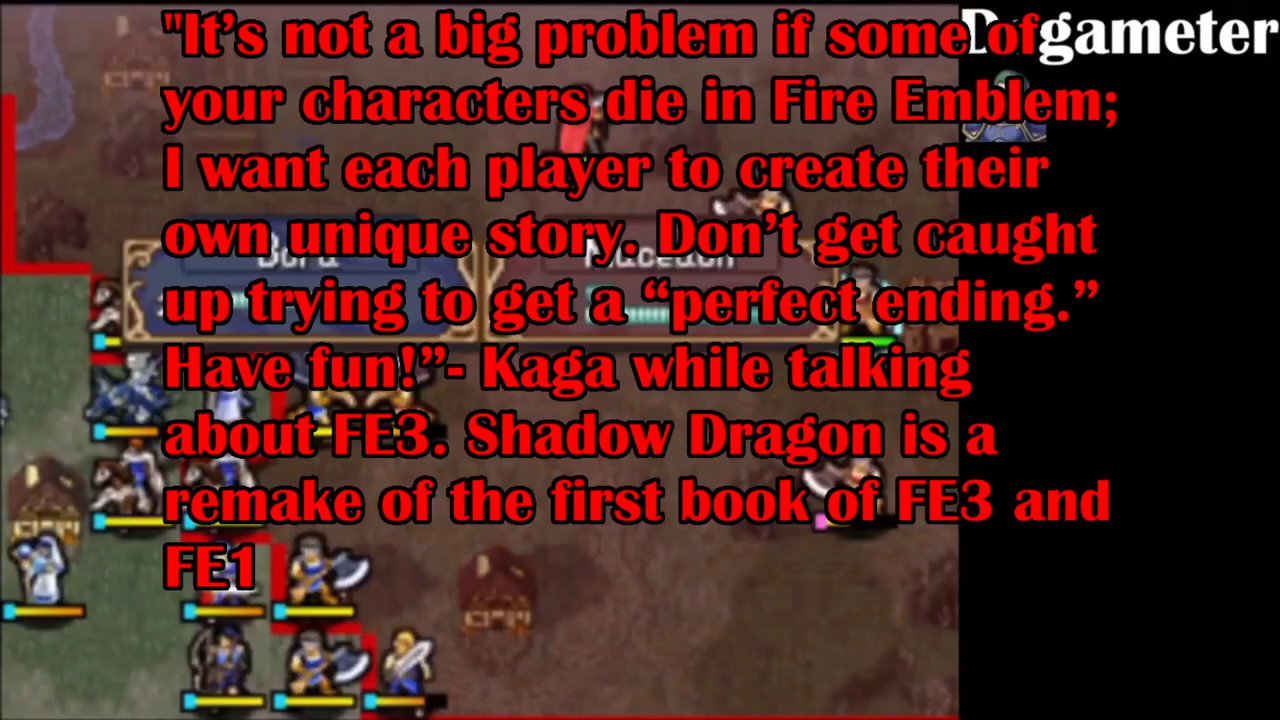 "It’s not a big problem if some of
Dogameter
your characters die in Fire Emblem;
I want each player to create their
own unique story. Don’t get caught
up trying to get a “perfect ending.”
Have fun!”- Kaga while talking
about FE3. Shadow Dragon is a
remake of the first book of FE3 and
FE1
Macedon